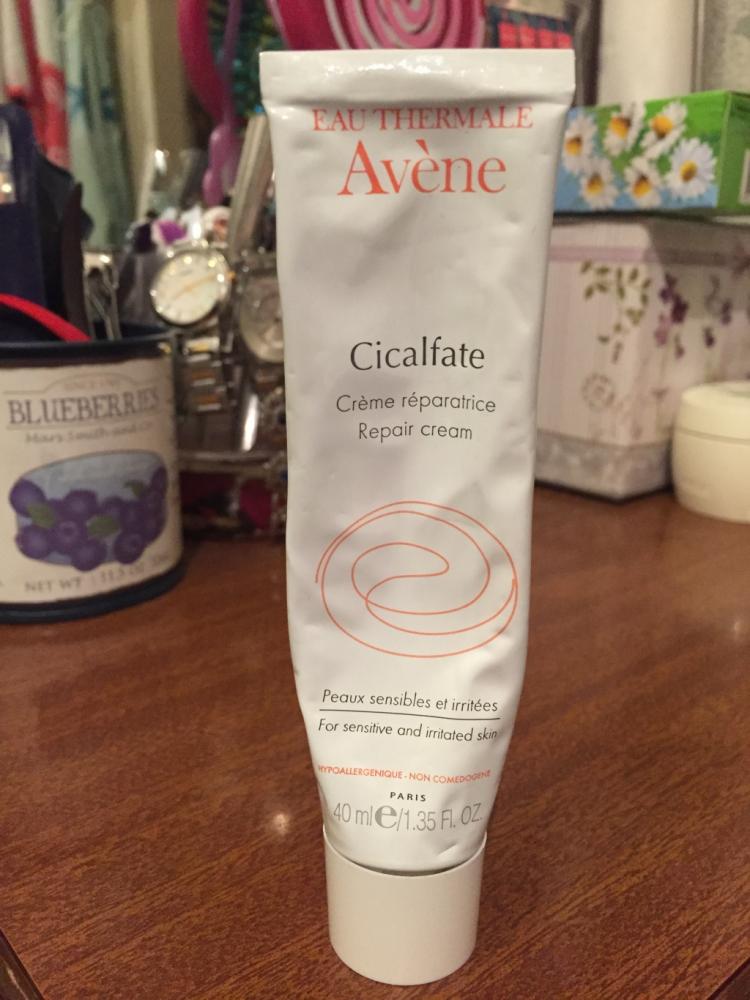 EAU THERMALE
Avène
Cicalfate
Crème réparatrice
Repair cream
Peaux sensibles et irritées
For sensitive and irritated skin
HYPOALLERGENIQUE - NON COMEDOGENE
PARIS
40 ml e/1.35 Fl. OZ.
BLUEBERRIES
NET WT